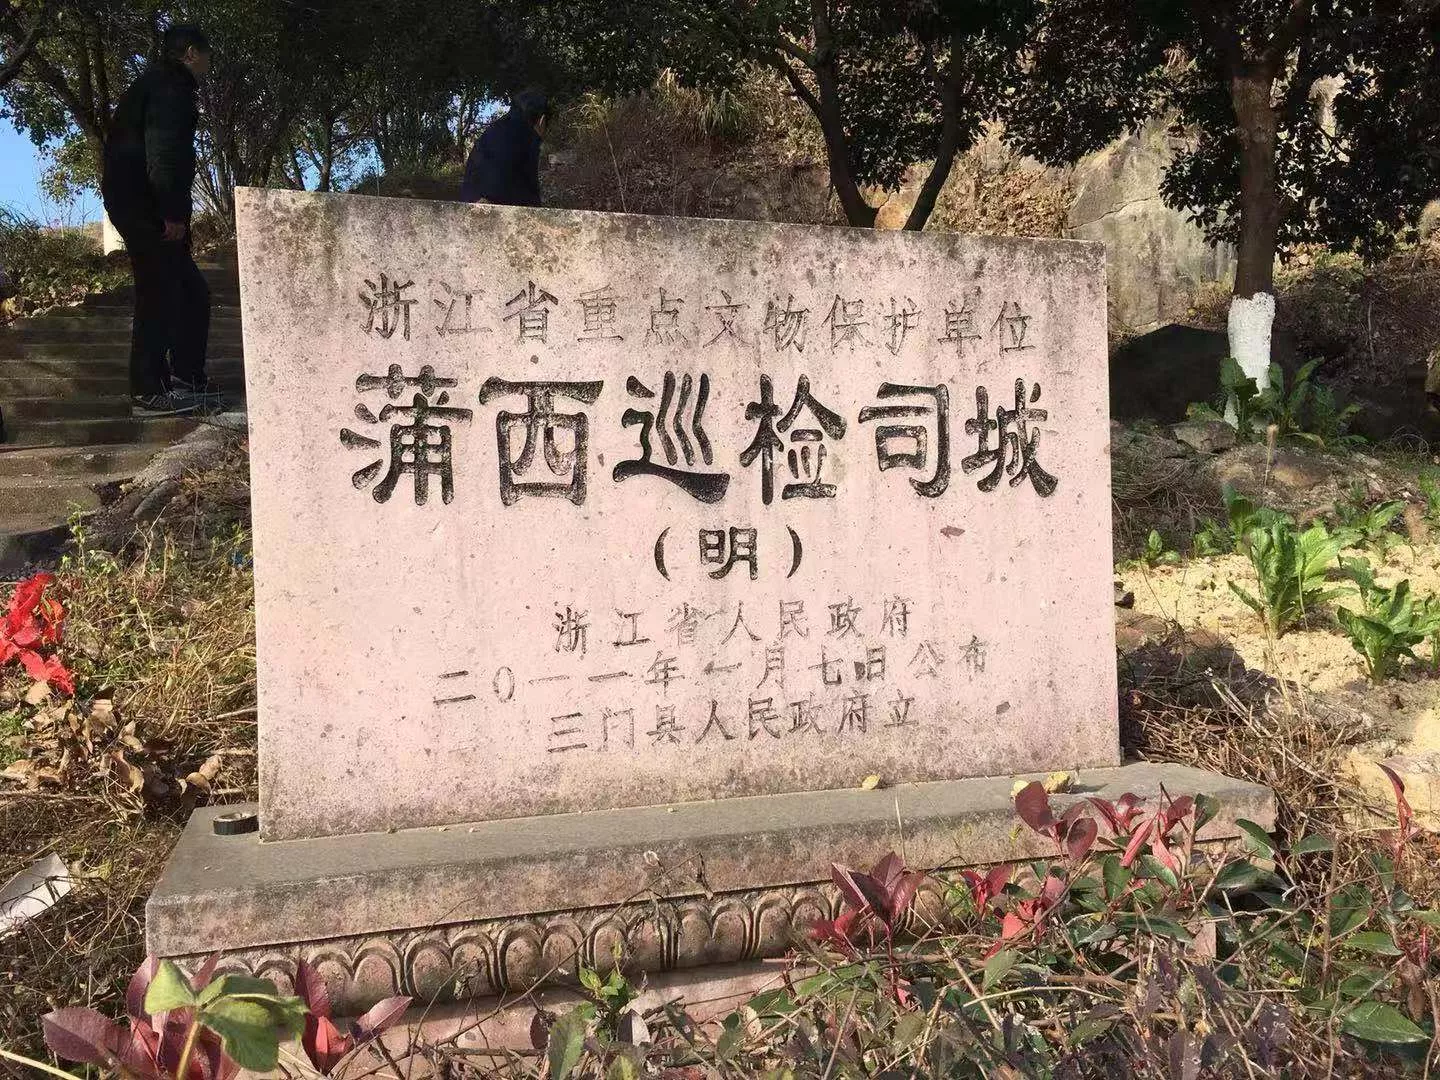 浙江省重点文物保护单位
蒲西巡检司城
（明）
浙江省人民政府
二0一一年一月七日公布
三门县人民政府立